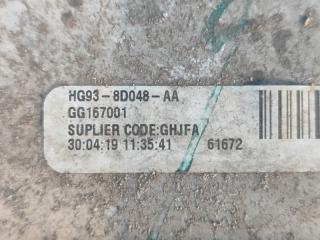 HG93-8D048-AA
GG167001
SUPLIER CODE:GHJFA
30:04:19 11:35:41 61672